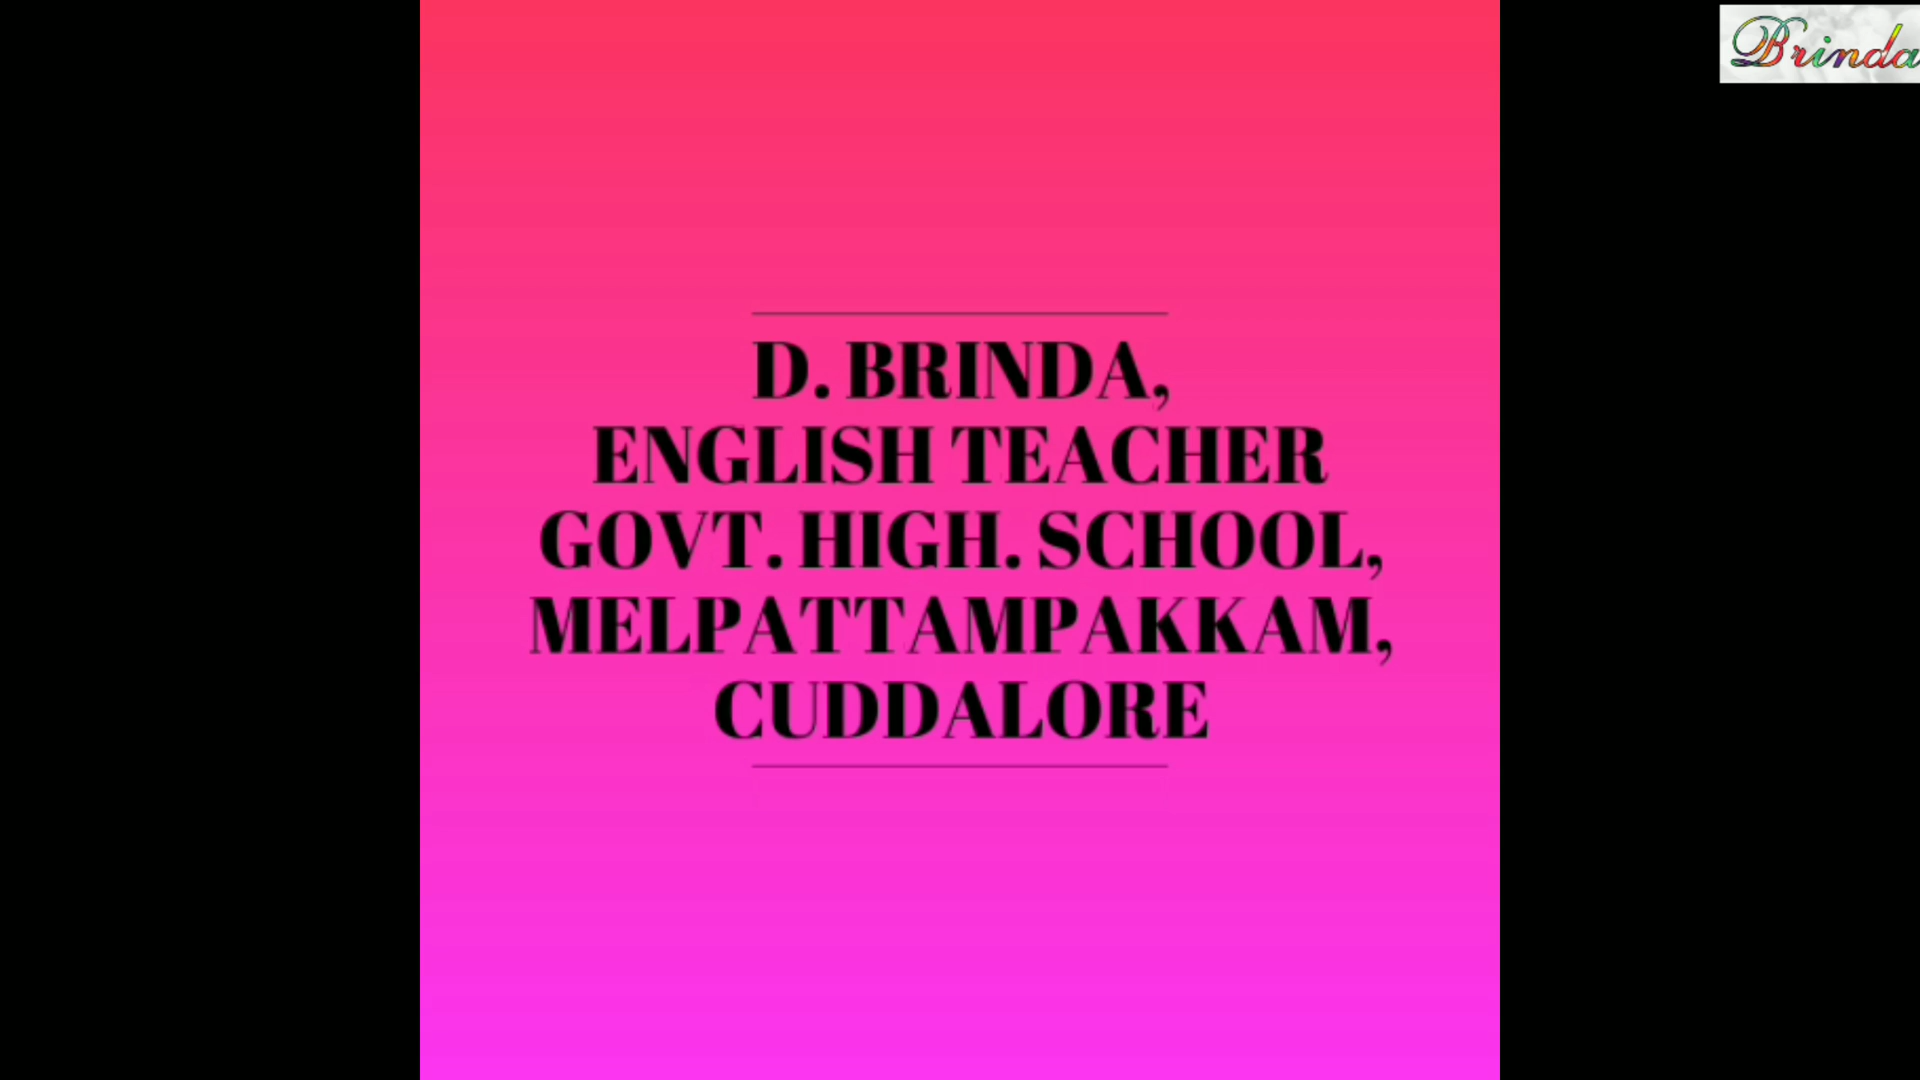 Brinda
D. BRINDA,
ENGLISH TEACHER
GOVT. HIGH. SCHOOL,
MELPATTAMPAKKAM,
CUDDALORE